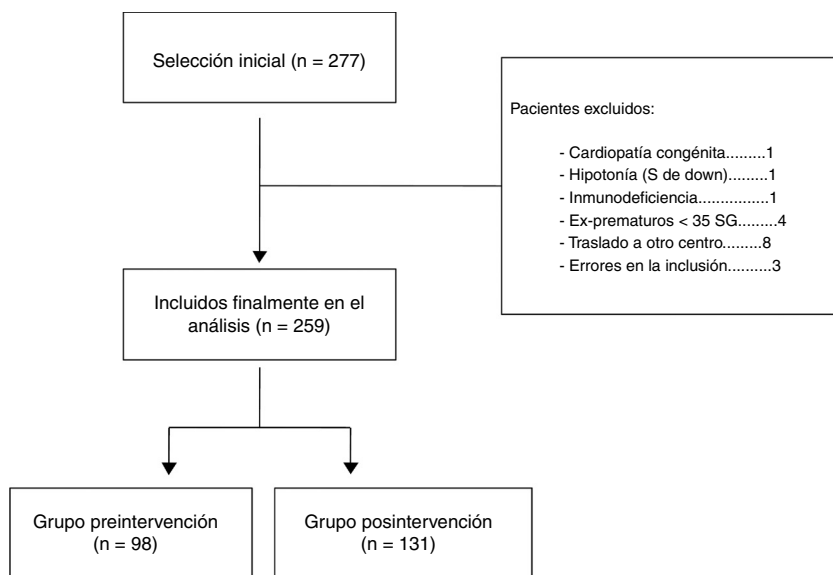 Selección inicial (n = 277)
Pacientes excluidos:
- Cardiopatía congénita.........1
- Hipotonía (S de down).........1
- Inmunodeficiencia................1
- Ex-prematuros < 35 SG.........4
- Traslado a otro centro.........8
- Errores en la inclusión..........3
Incluidos finalmente en el
análisis (n = 259)
Grupo preintervención
(n = 98)
Grupo posintervención
(n = 131)